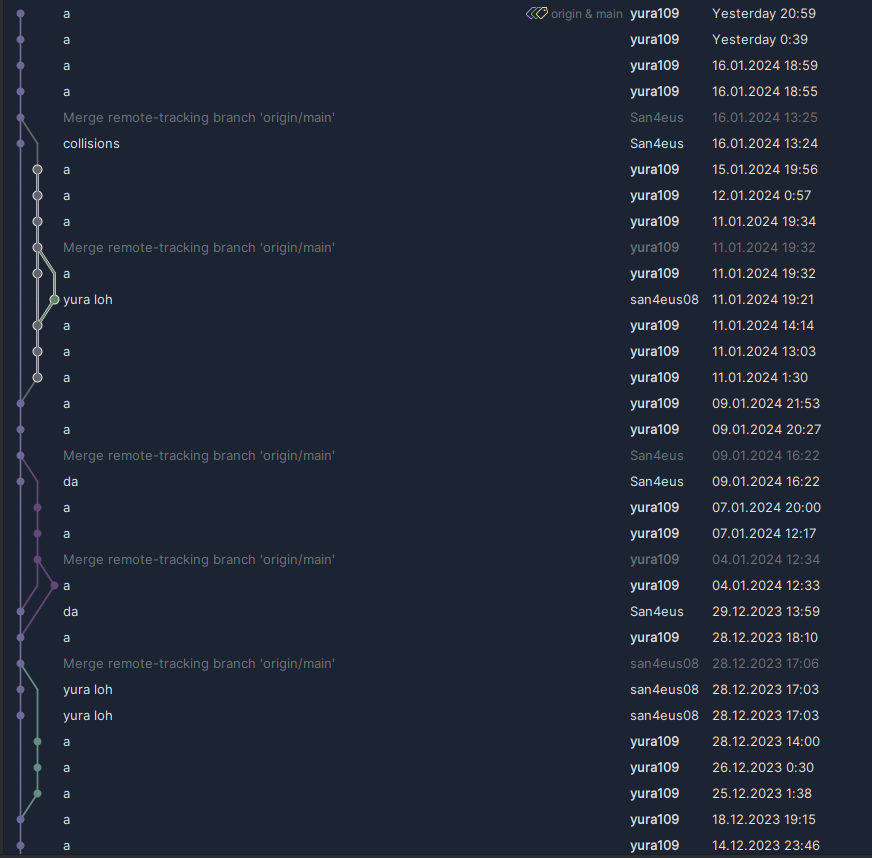 a origin & main yura109 Yesterday 20:59
a yura109 Yesterday 0:39
a yura109 16.01.2024 18:59
a yura109 16.01.2024 18:55
Merge remote-tracking branch 'origin/main' San4eus 16.01.2024 13:25
collisions San4eus 16.01.2024 13:24
a yura109 15.01.2024 19:56
a yura109 12.01.2024 0:57
a yura109 11.01.2024 19:34
Merge remote-tracking branch 'origin/main' yura109 11.01.2024 19:32
a yura109 11.01.2024 19:32
yura loh san4eus08 11.01.2024 19:21
a yura109 11.01.2024 14:14
a yura109 11.01.2024 13:03
a yura109 11.01.2024 1:30
a yura109 09.01.2024 21:53
a yura109 09.01.2024 20:27
Merge remote-tracking branch 'origin/main' San4eus 09.01.2024 16:22
da San4eus 09.01.2024 16:22
a yura109 07.01.2024 20:00
a yura109 07.01.2024 12:17
Merge remote-tracking branch 'origin/main' yura109 04.01.2024 12:34
a yura109 04.01.2024 12:33
da San4eus 29.12.2023 13:59
a yura109 28.12.2023 18:10
Merge remote-tracking branch 'origin/main' san4eus08 28.12.2023 17:06
yura loh san4eus08 28.12.2023 17:03
yura loh san4eus08 28.12.2023 17:03
a yura109 28.12.2023 14:00
a yura109 26.12.2023 0:30
a yura109 25.12.2023 1:38
a yura109 18.12.2023 19:15
a yura109 14.12.2023 23:46